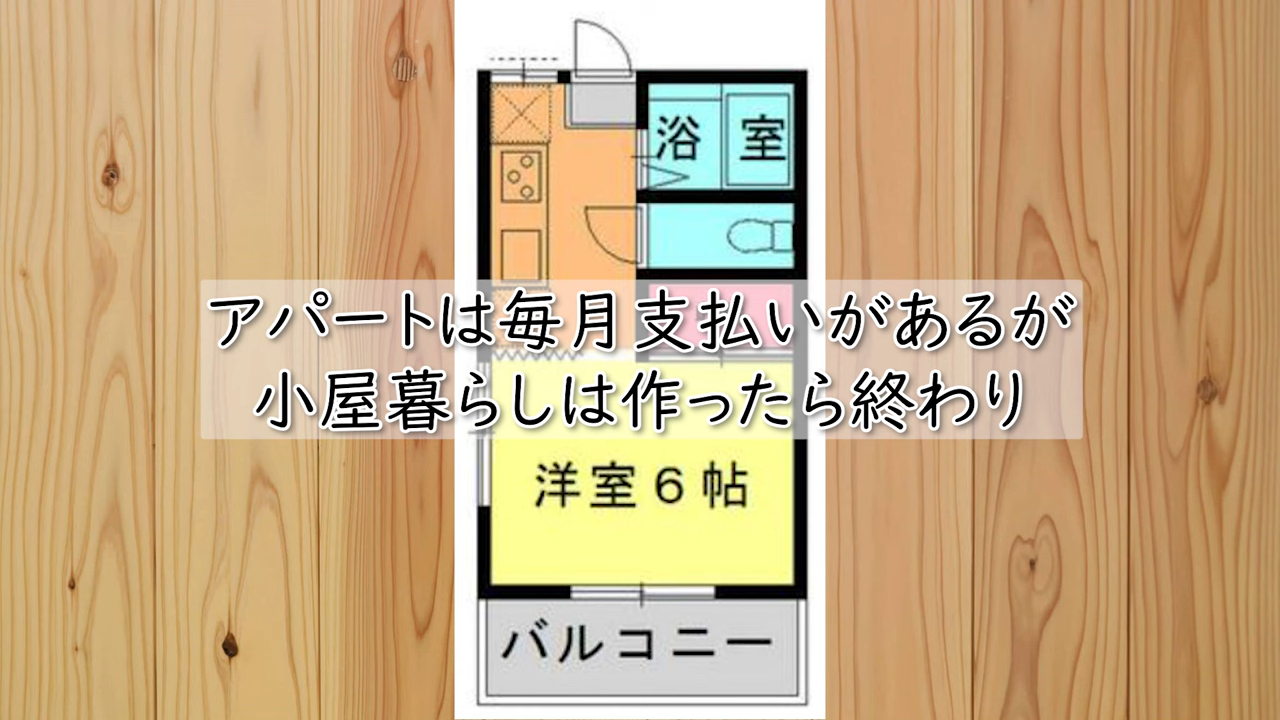 浴室
アパートは毎月支払いがあるが
小屋暮らしは作ったら終わり
洋室６帖
バルコニー